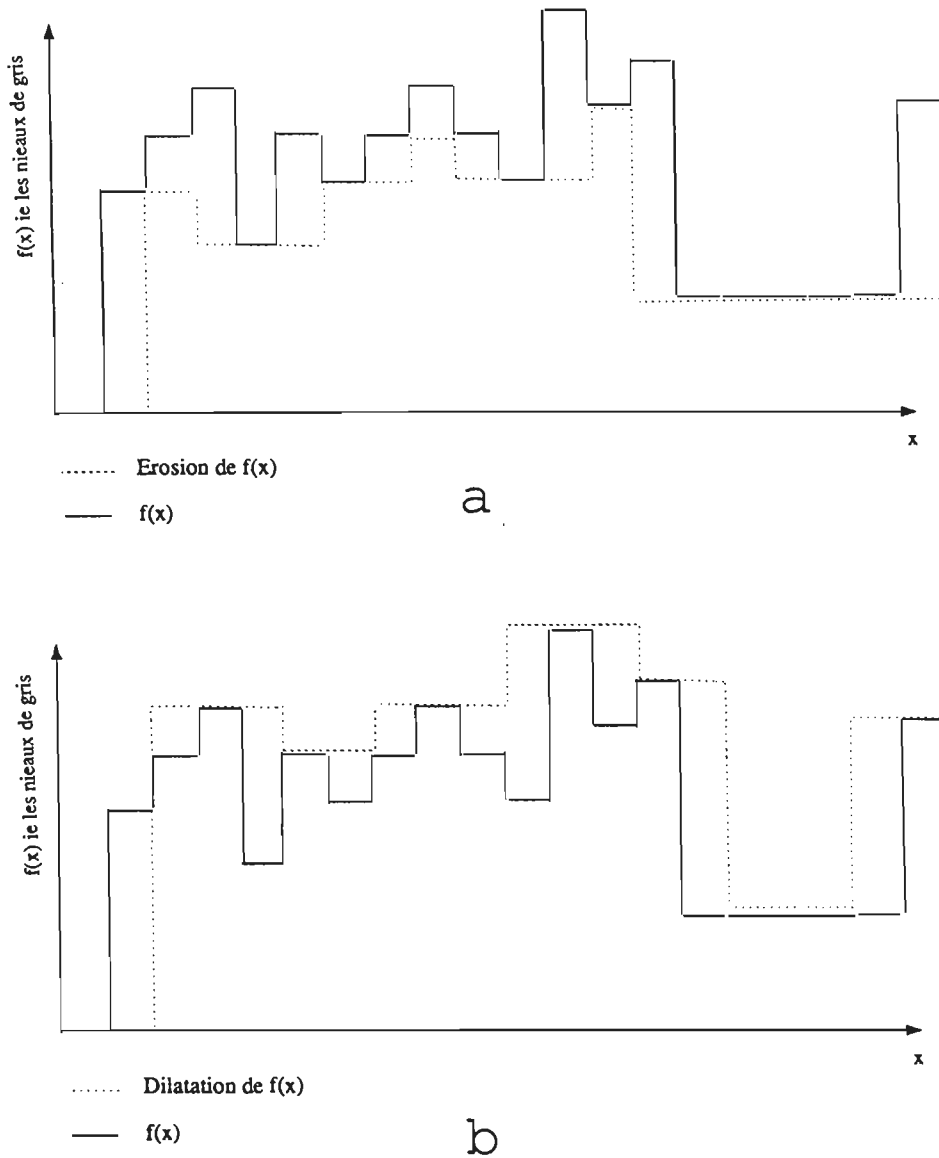 f(x) ie les nieaux de gris
x
Erosion de f(x)
f(x)
a
f(x) ie les nieaux de gris
x
Dilatation de f(x)
f(x)
b